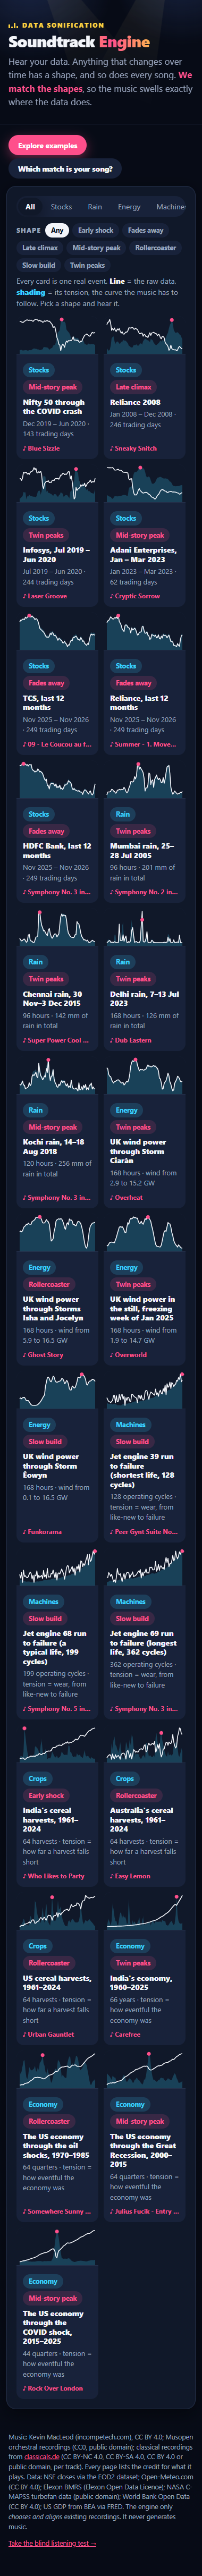 DATA SONIFICATION
Soundtrack Engine
Hear your data. Anything that changes over
time has a shape, and so does every song. We
match the shapes, so the music swells exactly
where the data does.
Explore examples
Which match is your song?
All Stocks Rain Energy Machines
SHAPE Any Early shock Fades away
Late climax Mid-story peak Rollercoaster
Slow build Twin peaks
Every card is one real event. Line = the raw data,
shading = its tension, the curve the music has to
follow. Pick a shape and hear it.
Stocks
Mid-story peak
Nifty 50 through
the COVID crash
Dec 2019 – Jun 2020 ·
143 trading days
♪ Blue Sizzle
Stocks
Late climax
Reliance 2008
Jan 2008 – Dec 2008 ·
246 trading days
♪ Sneaky Snitch
Stocks
Twin peaks
Infosys, Jul 2019 –
Jun 2020
Jul 2019 – Jun 2020 ·
244 trading days
♪ Laser Groove
Stocks
Mid-story peak
Adani Enterprises,
Jan – Mar 2023
Jan 2023 – Mar 2023 ·
62 trading days
♪ Cryptic Sorrow
Stocks
Fades away
TCS, last 12
months
Nov 2025 – Nov 2026
· 249 trading days
♪ 09 - Le Coucou au f...
Stocks
Fades away
Reliance, last 12
months
Nov 2025 – Nov 2026
· 249 trading days
♪ Summer - 1. Move...
Stocks
Fades away
HDFC Bank, last 12
months
Nov 2025 – Nov 2026
· 249 trading days
♪ Symphony No. 3 in...
Rain
Twin peaks
Mumbai rain, 25–
28 Jul 2005
96 hours · 201 mm of
rain in total
♪ Symphony No. 2 in...
Rain
Twin peaks
Chennai rain, 30
Nov–3 Dec 2015
96 hours · 142 mm of
rain in total
♪ Super Power Cool ...
Rain
Twin peaks
Delhi rain, 7–13 Jul
2023
168 hours · 126 mm of
rain in total
♪ Dub Eastern
Rain
Mid-story peak
Kochi rain, 14–18
Aug 2018
120 hours · 256 mm of
rain in total
♪ Symphony No. 3 in...
Energy
Twin peaks
UK wind power
through Storm
Ciarán
168 hours · wind from
2.9 to 15.2 GW
♪ Overheat
Energy
Rollercoaster
UK wind power
through Storms
Isha and Jocelyn
168 hours · wind from
5.9 to 16.5 GW
♪ Ghost Story
Energy
Twin peaks
UK wind power in
the still, freezing
week of Jan 2025
168 hours · wind from
1.9 to 14.7 GW
♪ Overworld
Energy
Slow build
UK wind power
through Storm
Éowyn
168 hours · wind from
0.1 to 16.5 GW
♪ Funkorama
Machines
Slow build
Jet engine 39 run
to failure
(shortest life, 128
cycles)
128 operating cycles ·
tension = wear, from
like-new to failure
♪ Peer Gynt Suite No...
Machines
Slow build
Jet engine 68 run
to failure (a
typical life, 199
cycles)
199 operating cycles ·
tension = wear, from
like-new to failure
♪ Symphony No. 5 in...
Machines
Slow build
Jet engine 69 run
to failure (longest
life, 362 cycles)
362 operating cycles ·
tension = wear, from
like-new to failure
♪ Symphony No. 3 in...
Crops
Early shock
India's cereal
harvests, 1961–
2024
64 harvests · tension =
how far a harvest falls
short
♪ Who Likes to Party
Crops
Rollercoaster
Australia's cereal
harvests, 1961–
2024
64 harvests · tension =
how far a harvest falls
short
♪ Easy Lemon
Crops
Rollercoaster
US cereal harvests,
1961–2024
64 harvests · tension =
how far a harvest falls
short
♪ Urban Gauntlet
Economy
Twin peaks
India's economy,
1960–2025
66 years · tension =
how eventful the
economy was
♪ Carefree
Economy
Rollercoaster
The US economy
through the oil
shocks, 1970–1985
64 quarters · tension =
how eventful the
economy was
♪ Somewhere Sunny ...
Economy
Mid-story peak
The US economy
through the Great
Recession, 2000–
2015
64 quarters · tension =
how eventful the
economy was
♪ Julius Fucik - Entry ...
Economy
Mid-story peak
The US economy
through the
COVID shock,
2015–2025
44 quarters · tension =
how eventful the
economy was
♪ Rock Over London
Music: Kevin MacLeod (incompetech.com), CC BY 4.0; Musopen
orchestral recordings (CC0, public domain); classical recordings
from classicals.de (CC BY-NC 4.0, CC BY-SA 4.0, CC BY 4.0 or
public domain, per track). Every page lists the credit for what it
plays. Data: NSE closes via the EOD2 dataset; Open-Meteo.com
(CC BY 4.0); Elexon BMRS (Elexon Open Data Licence); NASA C-
MAPSS turbofan data (public domain); World Bank Open Data
(CC BY 4.0); US GDP from BEA via FRED. The engine only
chooses and aligns existing recordings. It never generates
music.
Take the blind listening test →